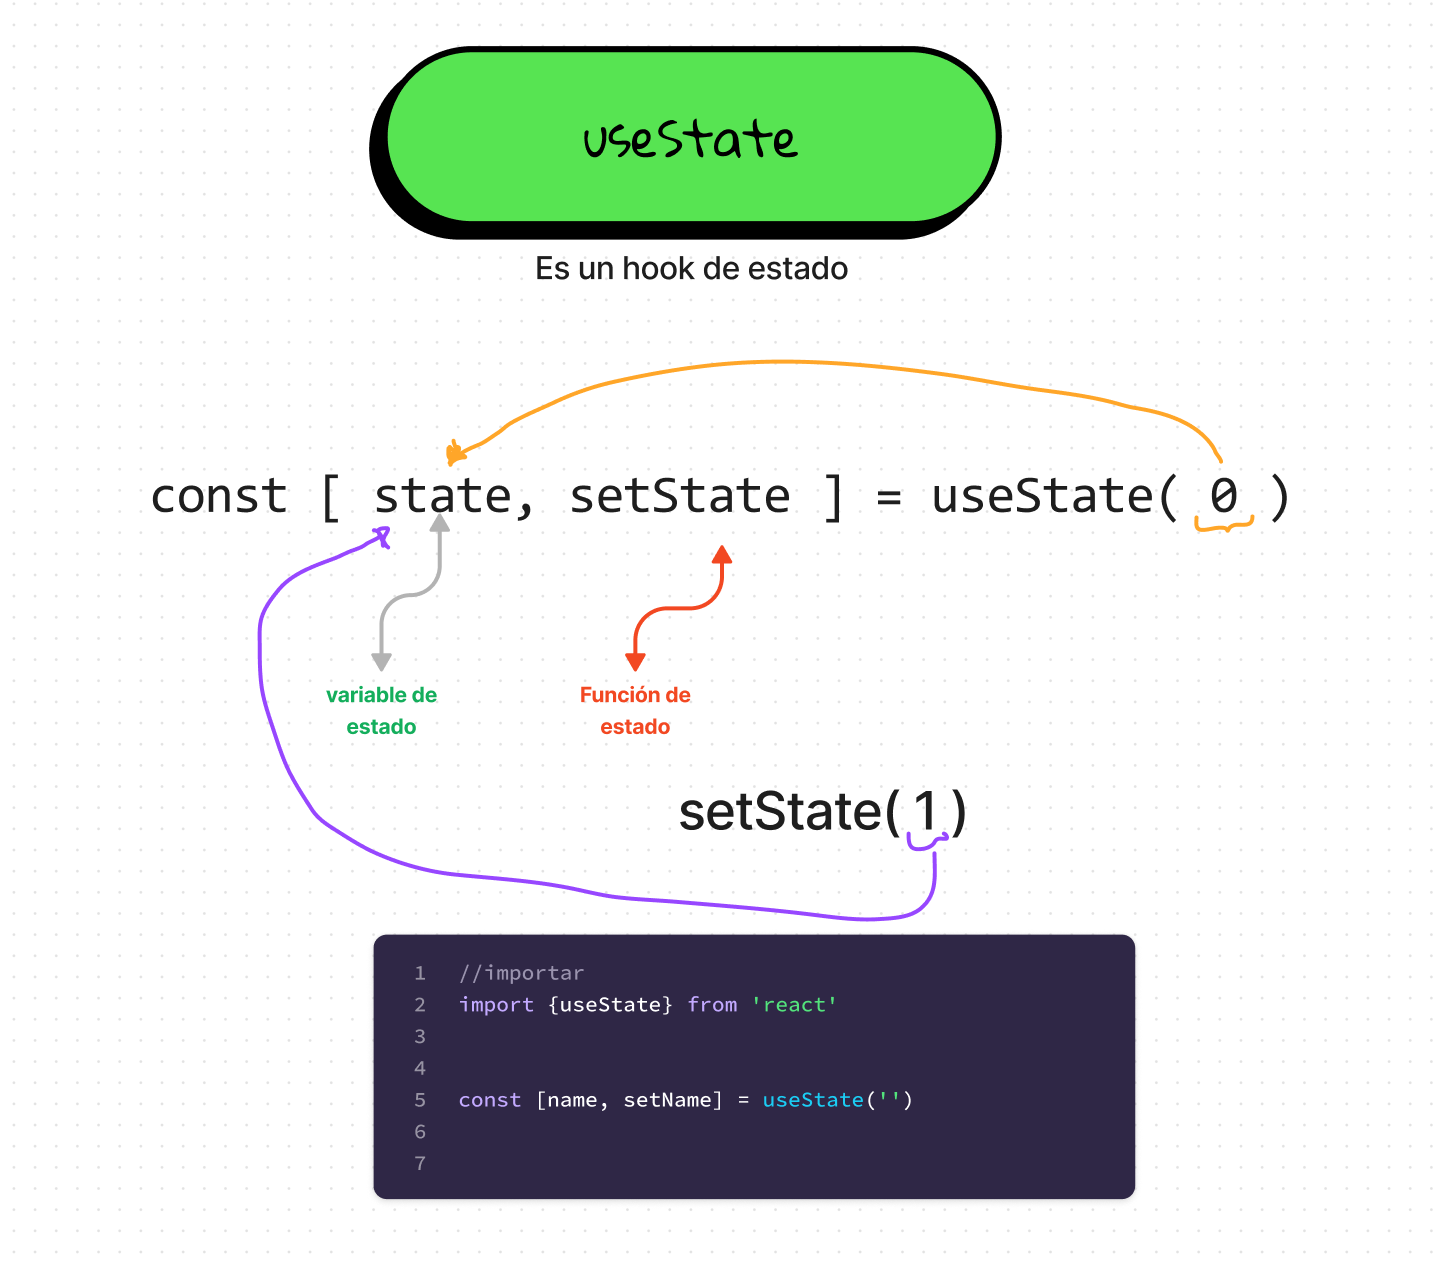 useState
Es un hook de estado
const [ state, setState ] = useState( 0 )
variable de
estado
Función de
estado
setState( 1 )
1 //importar
2 import {useState} from 'react'
3
4
5 const [name, setName] = useState('')
6
7